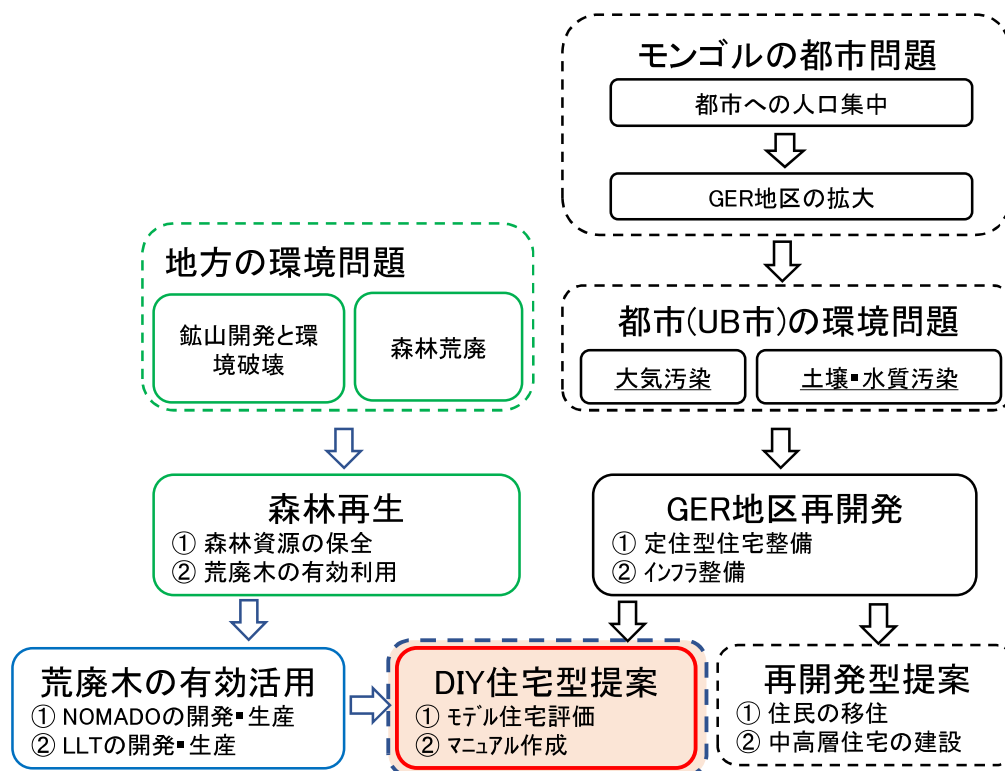 モンゴルの都市問題
都市への人口集中
GER地区の拡大
地方の環境問題
鉱山開発と環
境破壊
森林荒廃
都市(UB市)の環境問題
大気汚染
土壌・水質汚染
森林再生
① 森林資源の保全
② 荒廃木の有効利用
GER地区再開発
① 定住型住宅整備
② インフラ整備
荒廃木の有効活用
① NOMADOの開発・生産
② LLTの開発・生産
DIY住宅型提案
① モデル住宅評価
② マニュアル作成
再開発型提案
① 住民の移住
② 中高層住宅の建設